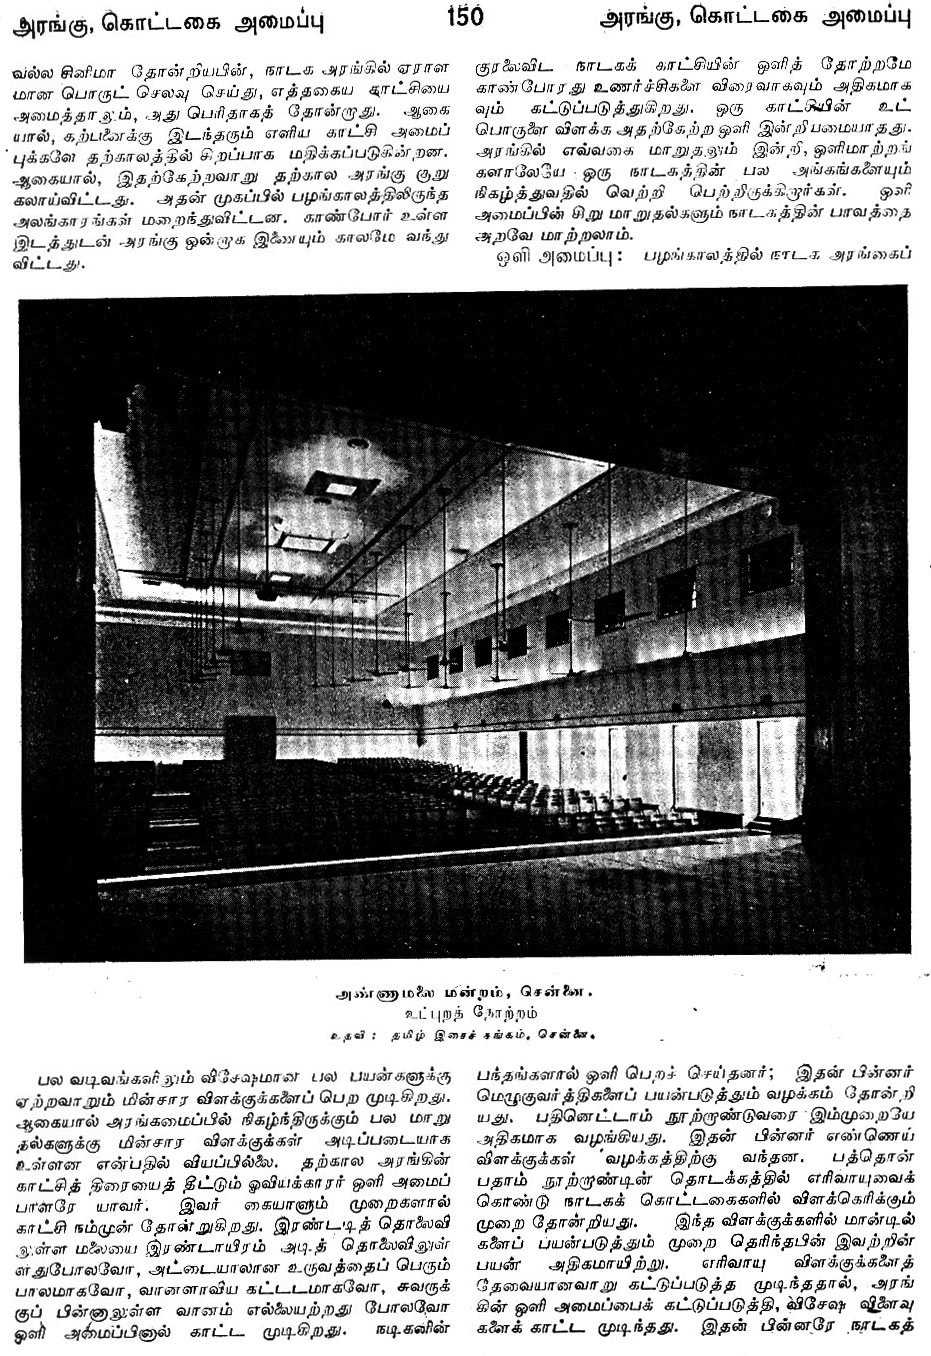 அரங்கு, கொட்டகை அமைப்பு
150
அரங்கு, கொட்டகை அமைப்பு
வல்ல சினிமா தோன்றியபின், நாடக அரங்கில் ஏராள
மான பொருட் செலவு செய்து, எத்தகைய காட்சியை
அமைத்தாலும், அது பெரிதாகத் தோன்றாது. ஆகை
யால், கற்பனைக்கு இடந்தரும் எளிய காட்சி அமைப்
புக்களே தற்காலத்தில் சிறப்பாக மதிக்கப்படுகின்றன.
ஆகையால், இதற்கேற்றவாறு தற்கால அரங்கு குறு
கலாய்விட்டது. அதன் முகப்பில் பழங்காலத்திலிருந்த
அலங்காரங்கள் மறைந்துவிட்டன. காண்போர் உள்ள
இடத்துடன் அரங்கு ஒன்றாக இணையும் காலமே வந்து
விட்டது.
குரலைவிட நாடகக் காட்சியின் ஒளித் தோற்றமே
காண்போரது உணர்ச்சிகளை விரைவாகவும் அதிகமாக
வும் கட்டுப்படுத்துகிறது. ஒரு காட்சியின் உட்
பொருளை விளக்க அதற்கேற்ற ஒளி இன்றியமையாதது.
அரங்கில் எவ்வகை மாறுதலும் இன்றி, ஒளிமாற்றங்
களாலேயே ஒரு நாடகத்தின் பல அங்கங்களையும்
நிகழ்த்துவதில் வெற்றி பெற்றிருக்கிறார்கள். ஒளி
அமைப்பின் சிறு மாறுதல்களும் நாடகத்தின் பாவத்தை
அறவே மாற்றலாம்.
ஒளி அமைப்பு : பழங்காலத்தில் நாடக அரங்கைப்
அண்ணாமலை மன்றம், சென்னை.
உட்புறத் தோற்றம்
உதவி : தமிழ் இசைச் சங்கம், சென்னை.
பல வடிவங்களிலும் விசேஷமான பல பயன்களுக்கு
ஏற்றவாறும் மின்சார விளக்குக்களைப் பெற முடிகிறது.
ஆகையால் அரங்கமைப்பில் நிகழ்ந்திருக்கும் பல மாறு
தல்களுக்கு மின்சார விளக்குக்கள் அடிப்படையாக
உள்ளன என்பதில் வியப்பில்லை. தற்கால அரங்கின்
காட்சித் திரையைத் தீட்டும் ஓவியக்காரர் ஒளி அமைப்
பாளரே யாவர். இவர் கையாளும் முறைகளால்
காட்சி நம்முன் தோன்றுகிறது. இரண்டடித் தொலைவி
லுள்ள மலையை இரண்டாயிரம் அடித் தொலைவிலுள்
ளதுபோலவோ, அட்டையாலான உருவத்தைப் பெரும்
பாலமாகவோ, வானளாவிய கட்டடமாகவோ, சுவருக்
குப் பின்னாலுள்ள வானம் எல்லையற்றது போலவோ
ஒளி அமைப்பினால் காட்ட முடிகிறது. நடிகனின்
பந்தங்களால் ஒளி பெறச் செய்தனர்; இதன் பின்னர்
மெழுகுவர்த்திகளைப் பயன்படுத்தும் வழக்கம் தோன்றி
யது. பதினெட்டாம் நூற்றாண்டுவரை இம்முறையே
அதிகமாக வழங்கியது. இதன் பின்னர் எண்ணெய்
விளக்குக்கள் வழக்கத்திற்கு வந்தன. பத்தொன்
பதாம் நூற்றாண்டின் தொடக்கத்தில் எரிவாயுவைக்
கொண்டு நாடகக் கொட்டகைகளில் விளக்கெரிக்கும்
முறை தோன்றியது. இந்த விளக்குக்களில் மான்டில்
களைப் பயன்படுத்தும் முறை தெரிந்தபின் இவற்றின்
பயன் அதிகமாயிற்று. எரிவாயு விளக்குக்களைத்
தேவையானவாறு கட்டுப்படுத்த முடிந்ததால், அரங்
கின் ஒளி அமைப்பைக் கட்டுப்படுத்தி, விசேஷ விளைவு
களைக் காட்ட முடிந்தது. இதன் பின்னரே நாடகத்